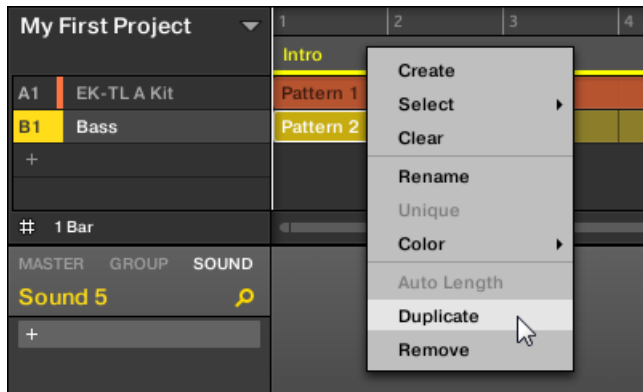 My First Project
1 2 3 4
Intro
A1 EK-TL A Kit
Pattern 1
B1 Bass
Pattern 2
+
1 Bar
MASTER GROUP SOUND
Sound 5
+
Create
Select
Clear
Rename
Unique
Color
Auto Length
Duplicate
Remove